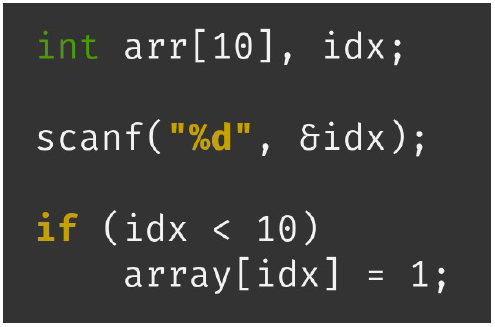 int arr[10], idx;
scanf("%d", &idx);
if (idx < 10)
array[idx] = 1;